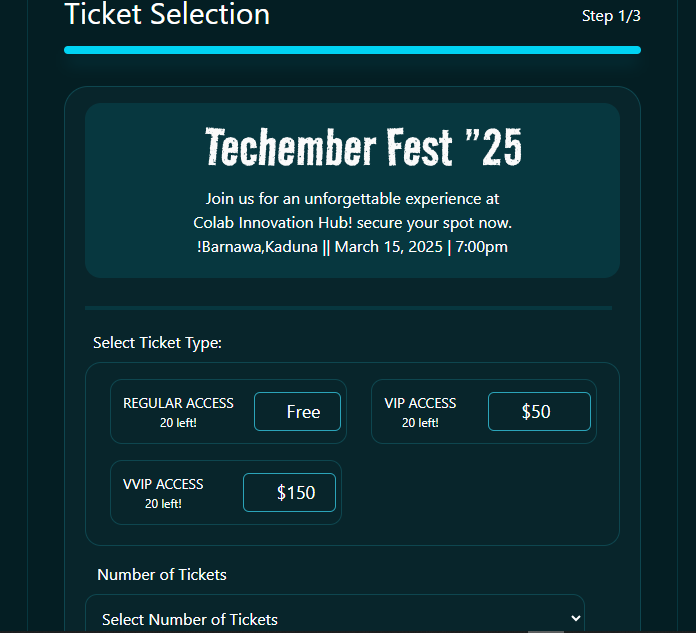 Ticket Selection
Step 1/3
Techember Fest ”25
Join us for an unforgettable experience at
Colab Innovation Hub! secure your spot now.
!Barnawa,Kaduna || March 15, 2025 | 7:00pm
Select Ticket Type:
REGULAR ACCESS
20 left!
Free
VIP ACCESS
20 left!
$50
VVIP ACCESS
20 left!
$150
Number of Tickets
Select Number of Tickets